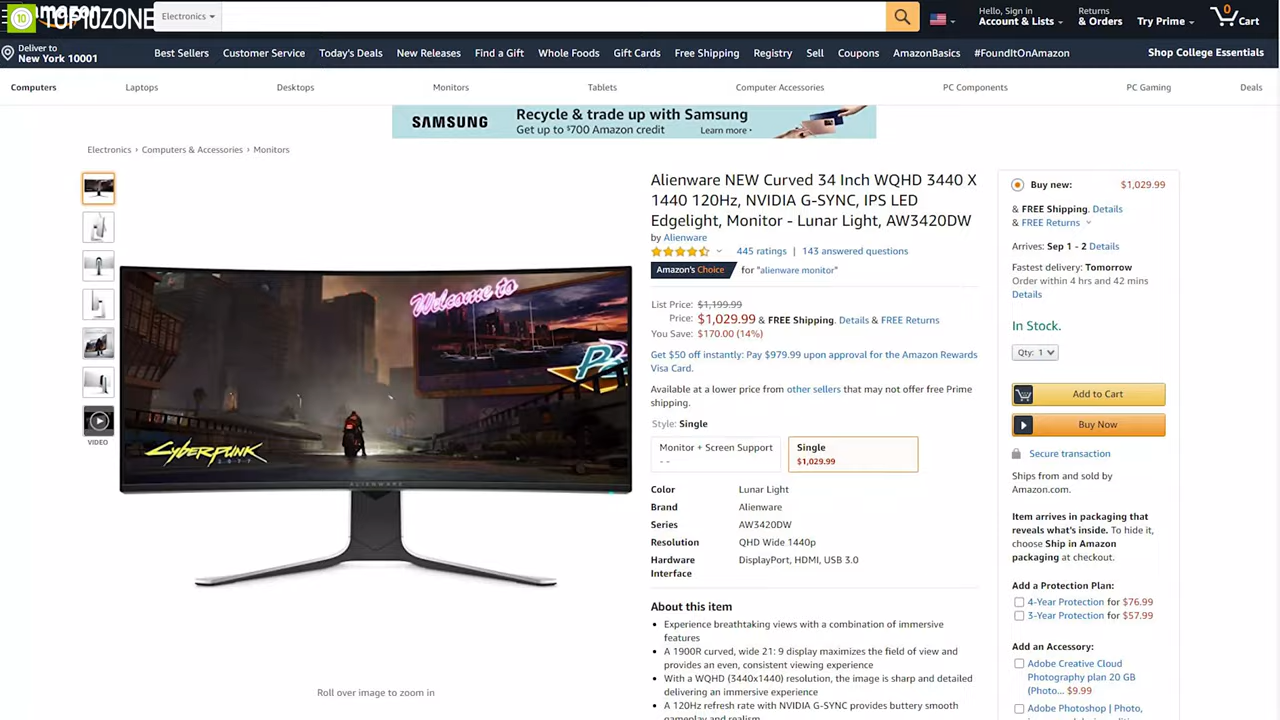 10 TOP10ZONE
amazon
Electronics
Hello, Sign in
Account & Lists
Returns
& Orders
Try Prime
0
Cart
Deliver to
New York 10001
Best Sellers Customer Service Today's Deals New Releases Find a Gift Whole Foods Gift Cards Free Shipping Registry Sell Coupons AmazonBasics #FoundItOnAmazon
Shop College Essentials
Computers Laptops Desktops Monitors Tablets Computer Accessories PC Components PC Gaming Deals
SAMSUNG
Recycle & trade up with Samsung
Get up to $700 Amazon credit Learn more
Electronics › Computers & Accessories › Monitors
VIDEO
Welcome to
CYBERPUNK
2077
ALIENWARE
Roll over image to zoom in
Alienware NEW Curved 34 Inch WQHD 3440 X
1440 120Hz, NVIDIA G-SYNC, IPS LED
Edgelight, Monitor - Lunar Light, AW3420DW
by Alienware
445 ratings | 143 answered questions
Amazon's Choice for "alienware monitor"
List Price: $1,199.99
Price: $1,029.99 & FREE Shipping. Details & FREE Returns
You Save: $170.00 (14%)
Get $50 off instantly: Pay $979.99 upon approval for the Amazon Rewards
Visa Card.
Available at a lower price from other sellers that may not offer free Prime
shipping.
Style: Single
Monitor + Screen Support
- -
Single
$1,029.99
Color Lunar Light
Brand Alienware
Series AW3420DW
Resolution QHD Wide 1440p
Hardware DisplayPort, HDMI, USB 3.0
Interface
About this item
• Experience breathtaking views with a combination of immersive
features
• A 1900R curved, wide 21: 9 display maximizes the field of view and
provides an even, consistent viewing experience
• With a WQHD (3440x1440) resolution, the image is sharp and detailed
delivering an immersive experience
• A 120Hz refresh rate with NVIDIA G-SYNC provides buttery smooth
gameplay and realism
Buy new: $1,029.99
& FREE Shipping. Details
& FREE Returns
Arrives: Sep 1 - 2 Details
Fastest delivery: Tomorrow
Order within 4 hrs and 42 mins
Details
In Stock.
Qty: 1
Add to Cart
Buy Now
Secure transaction
Ships from and sold by
Amazon.com.
Item arrives in packaging that
reveals what's inside. To hide it,
choose Ship in Amazon
packaging at checkout.
Add a Protection Plan:
4-Year Protection for $76.99
3-Year Protection for $57.99
Add an Accessory:
Adobe Creative Cloud
Photography plan 20 GB
(Photo... $9.99
Adobe Photoshop | Photo,